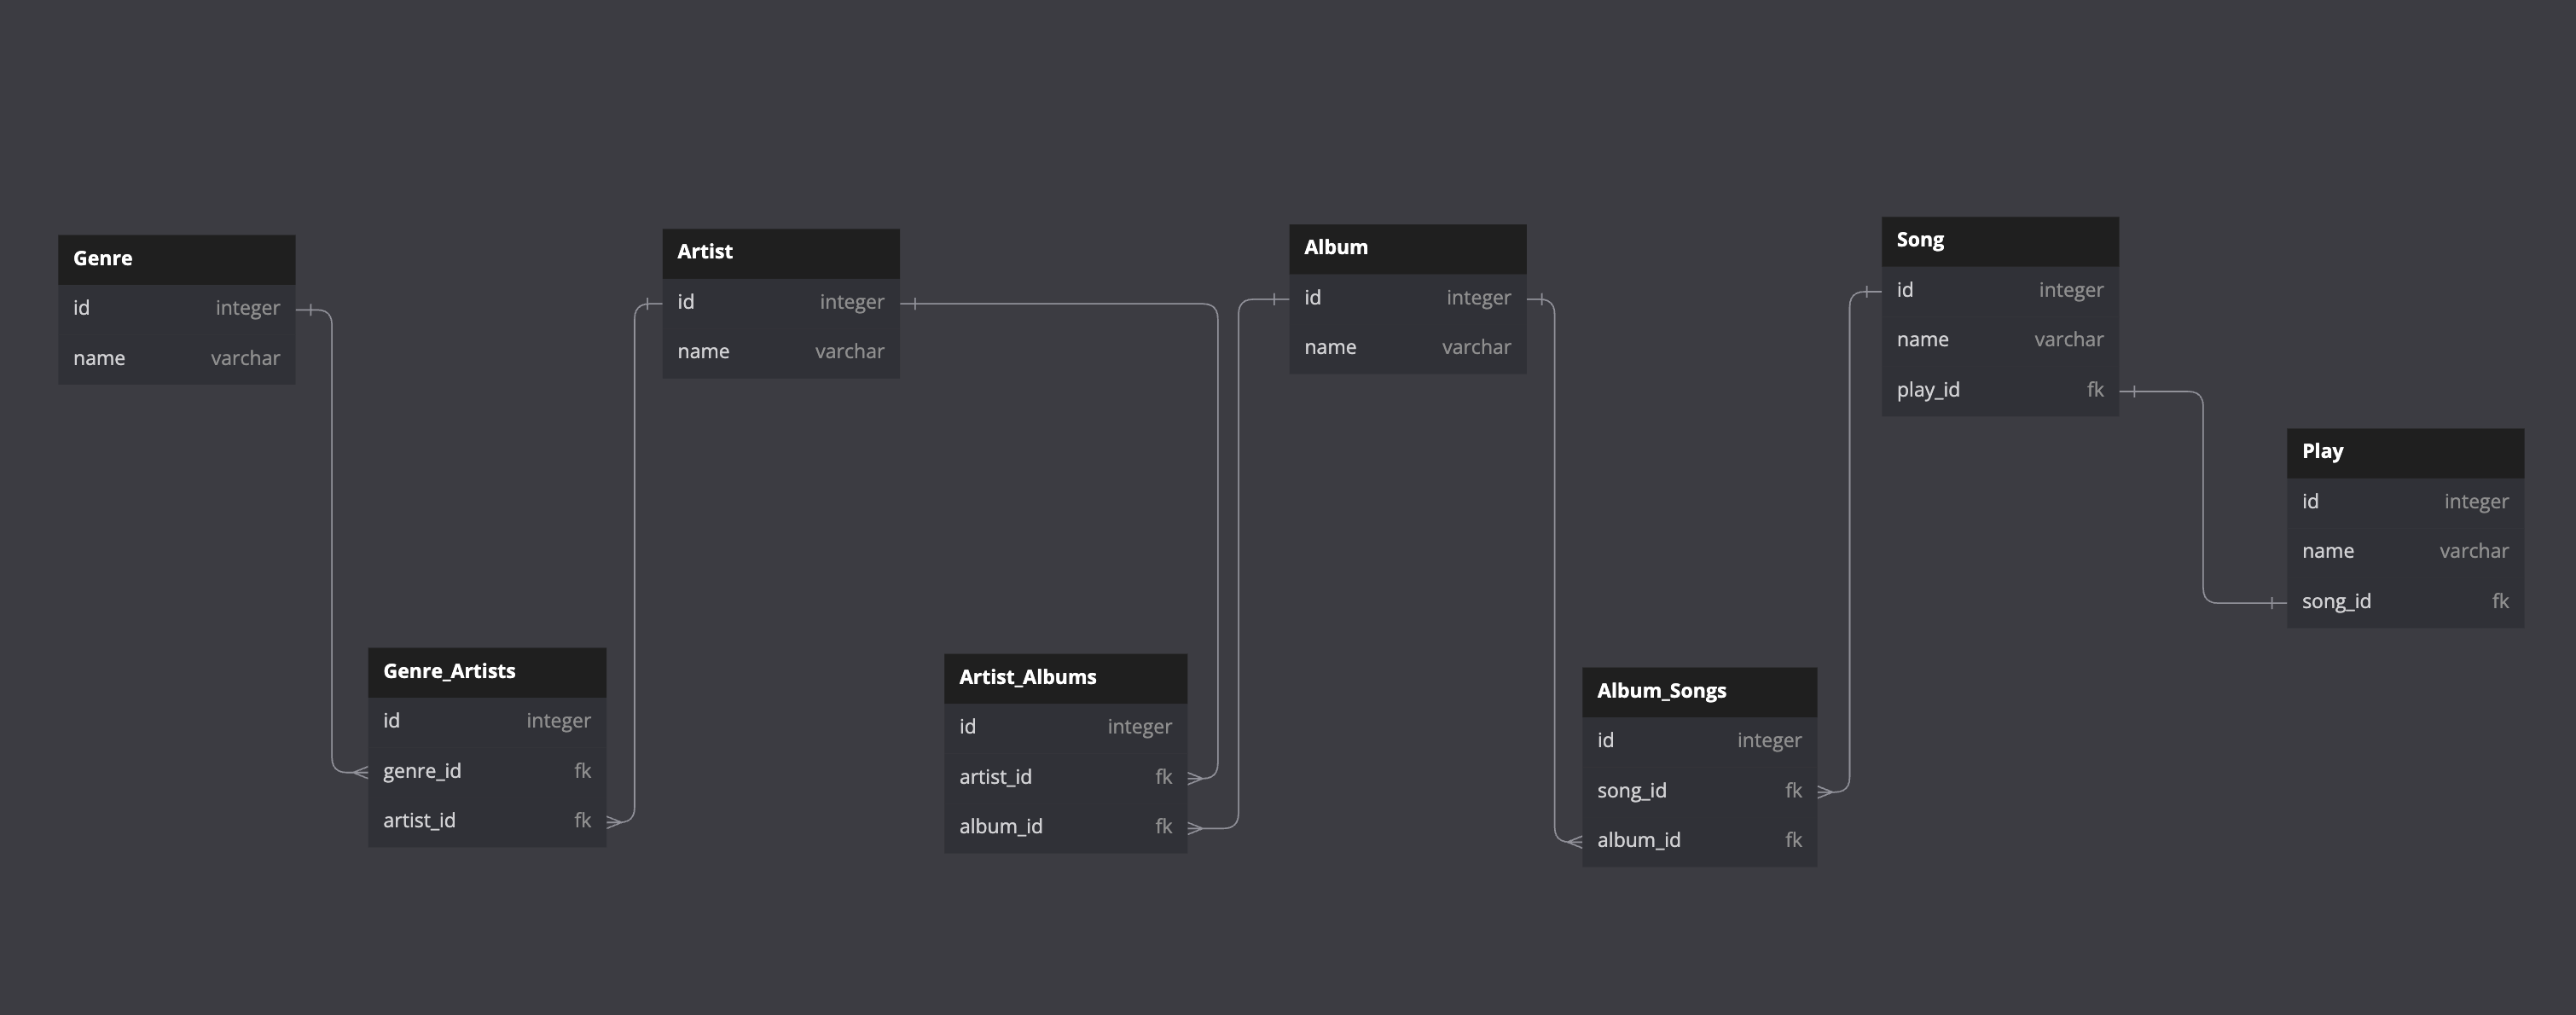 Genre
id integer
name varchar
Artist
id integer
name varchar
Album
id integer
name varchar
Song
id integer
name varchar
play_id fk
Play
id integer
name varchar
song_id fk
Genre_Artists
id integer
genre_id fk
artist_id fk
Artist_Albums
id integer
artist_id fk
album_id fk
Album_Songs
id integer
song_id fk
album_id fk